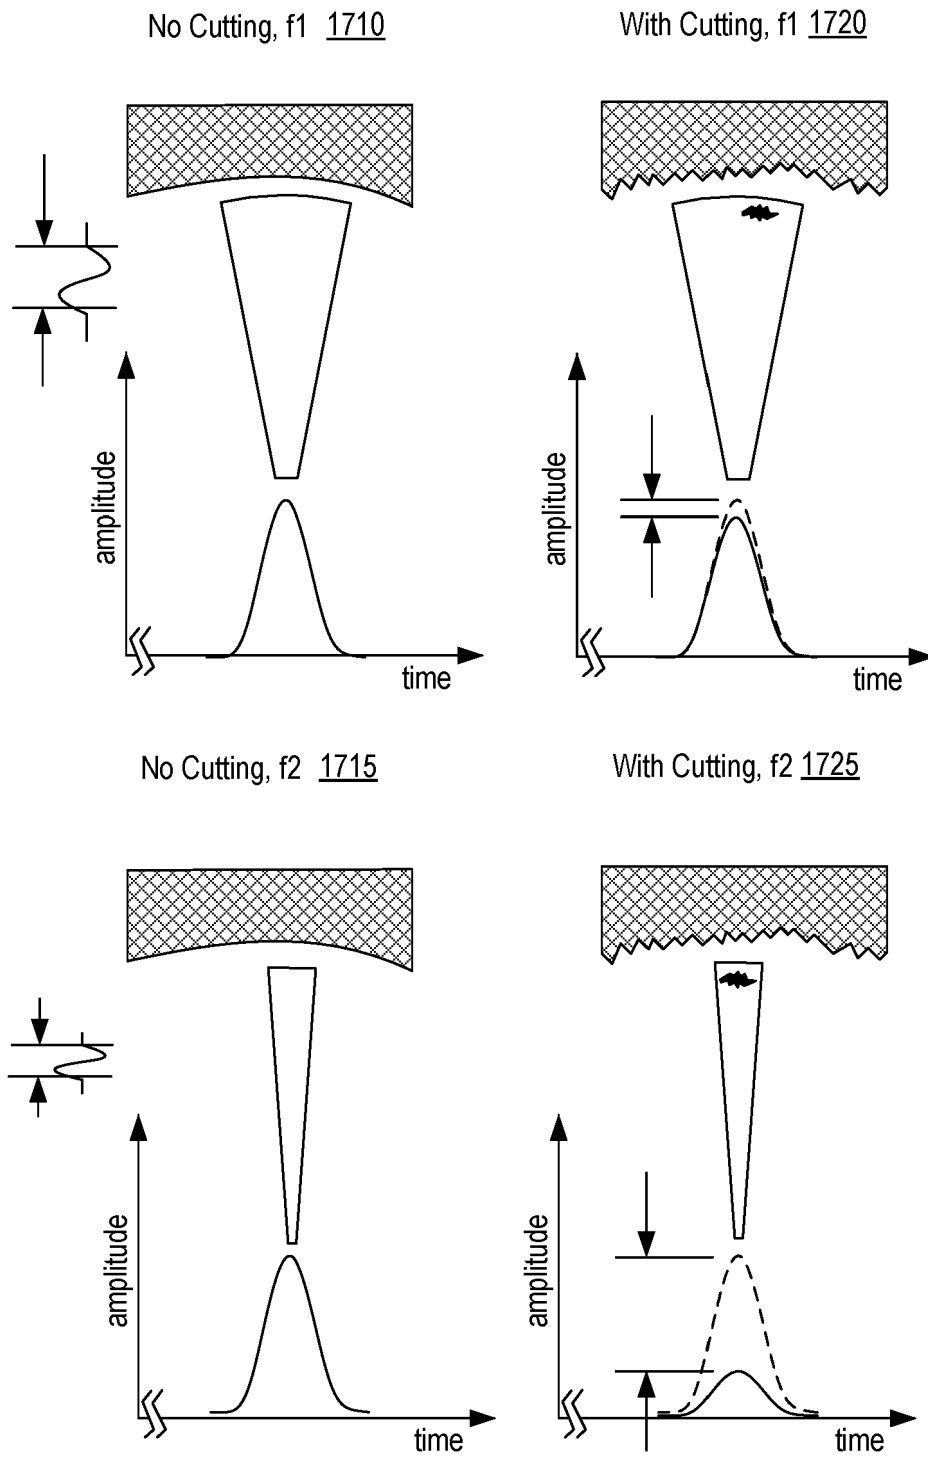 No Cutting, f1 1710
With Cutting, f1 1720
amplitude
time
amplitude
time
No Cutting, f2 1715
With Cutting, f2 1725
amplitude
time
amplitude
time